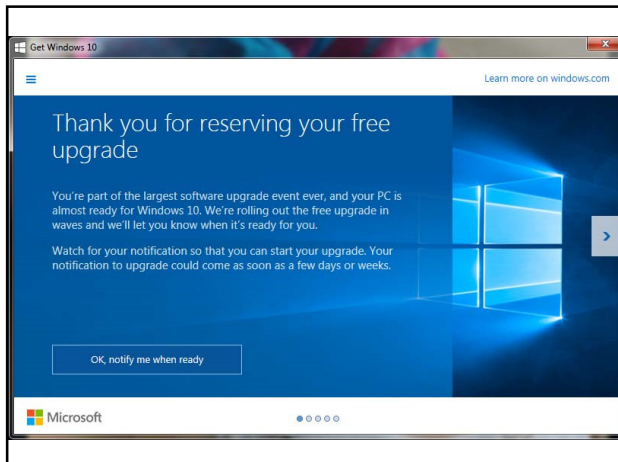 Get Windows 10
Learn more on windows.com
Thank you for reserving your free
upgrade
You're part of the largest software upgrade event ever, and your PC is
almost ready for Windows 10. We're rolling out the free upgrade in
waves and we'll let you know when it's ready for you.
Watch for your notification so that you can start your upgrade. Your
notification to upgrade could come as soon as a few days or weeks.
OK, notify me when ready
Microsoft